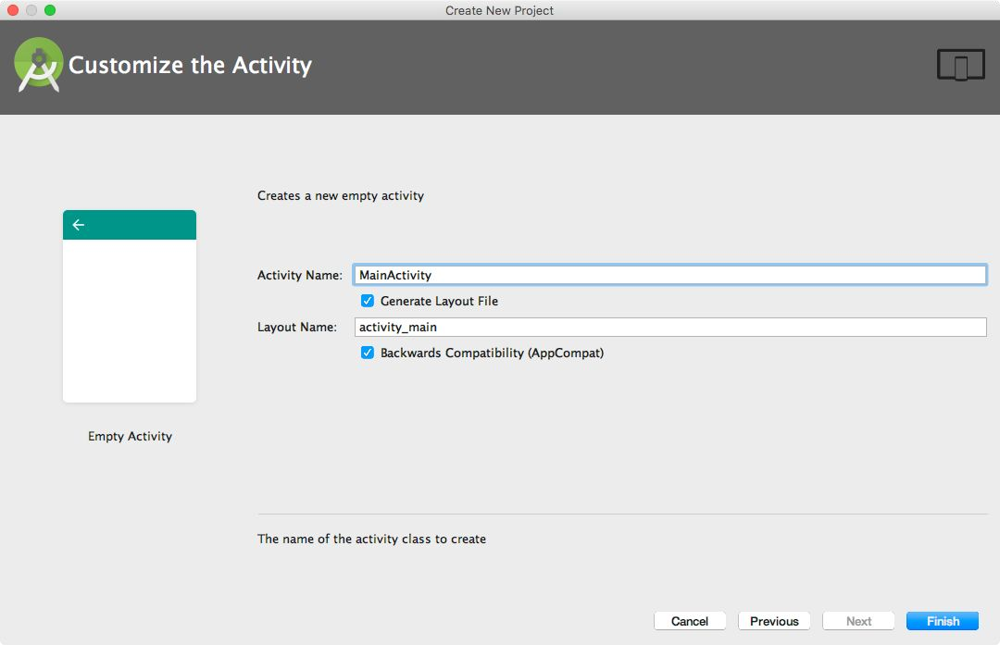 Create New Project
Customize the Activity
Creates a new empty activity
Activity Name: MainActivity
Generate Layout File
Layout Name: activity_main
Backwards Compatibility (AppCompat)
Empty Activity
The name of the activity class to create
Cancel Previous Next Finish